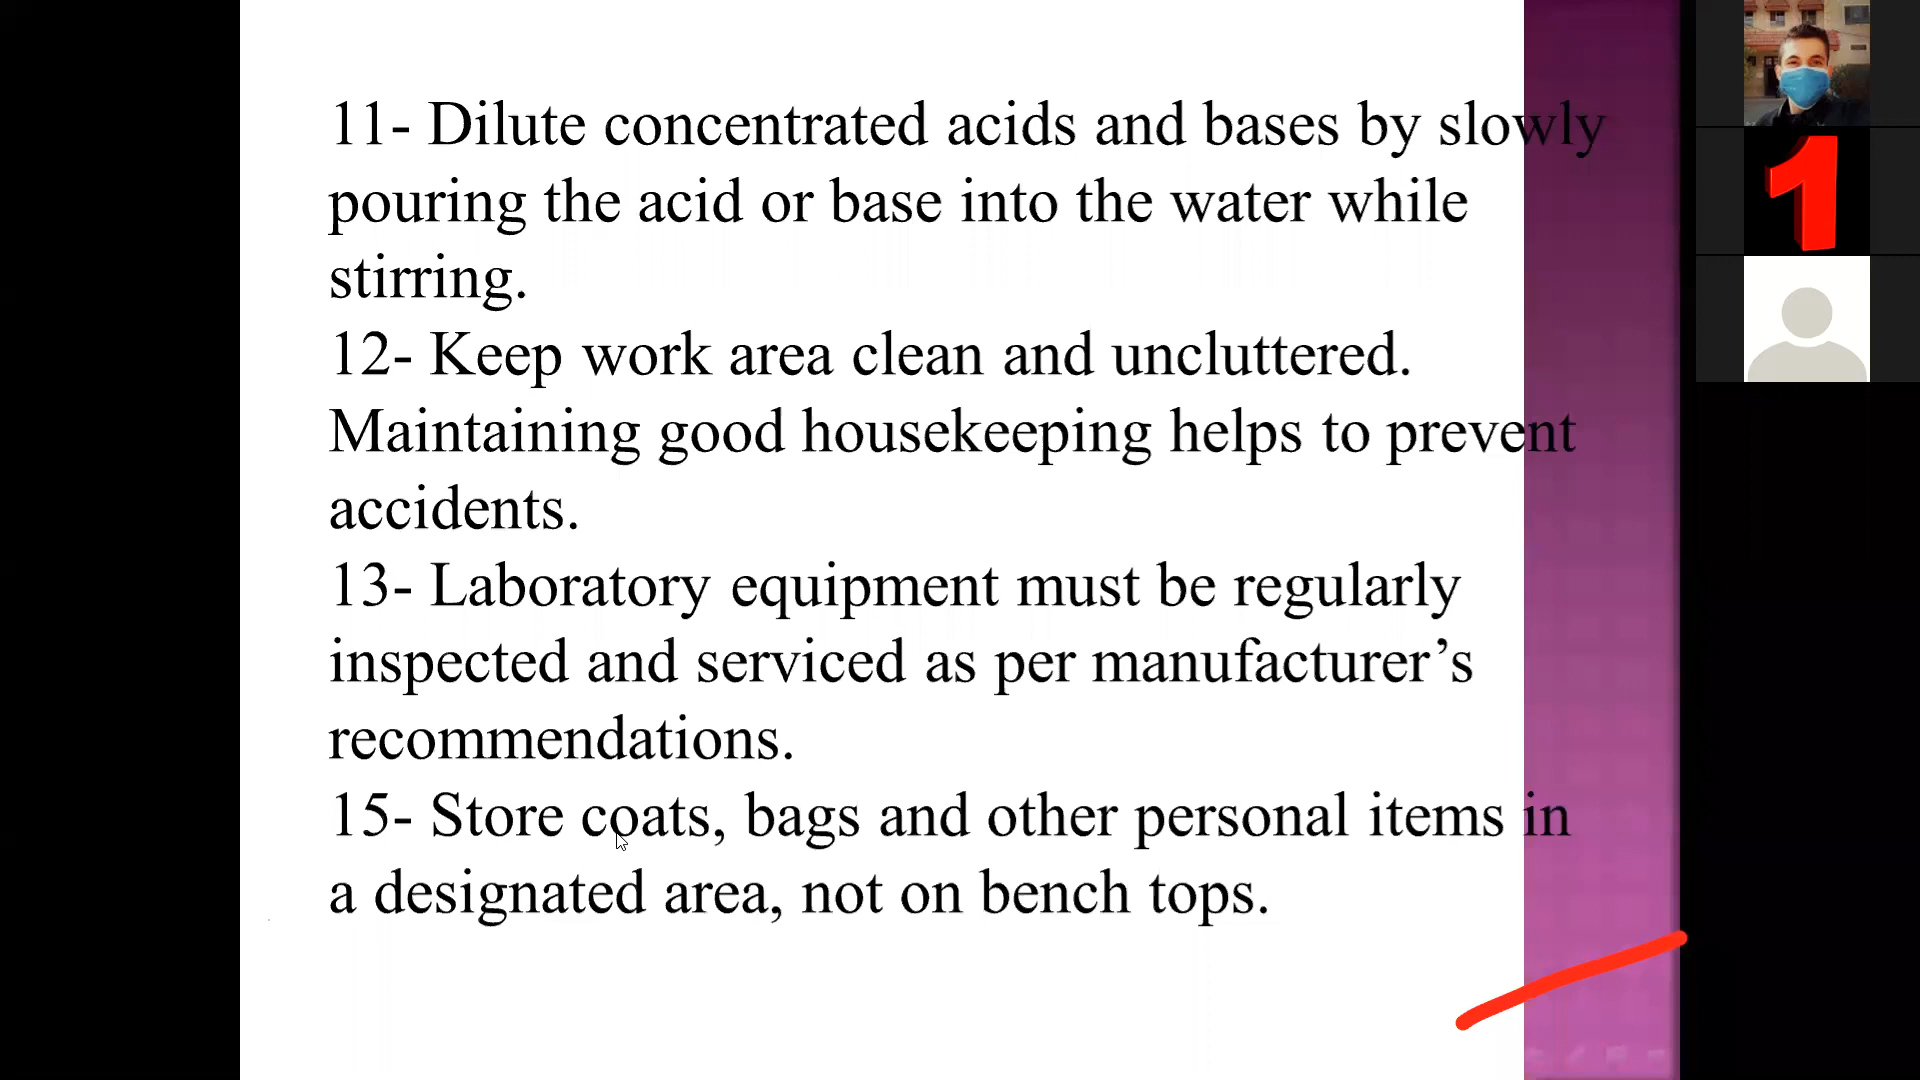 11- Dilute concentrated acids and bases by slowly
pouring the acid or base into the water while
stirring.
12- Keep work area clean and uncluttered.
Maintaining good housekeeping helps to prevent
accidents.
13- Laboratory equipment must be regularly
inspected and serviced as per manufacturer’s
recommendations.
15- Store coats, bags and other personal items in
a designated area, not on bench tops.
1